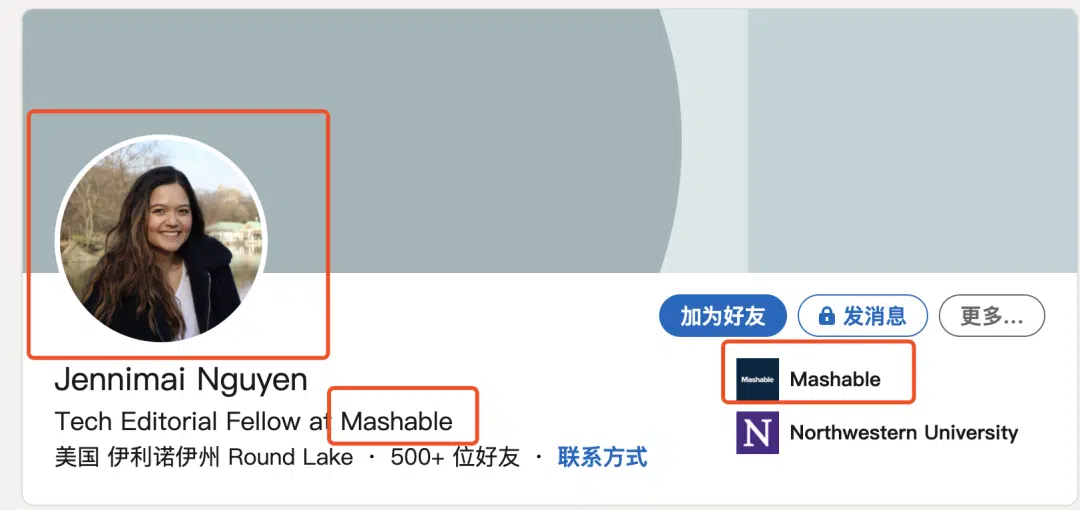 加为好友
发消息
更多...
Jennimai Nguyen
Mashable
Mashable
Tech Editorial Fellow at Mashable
N
Northwestern University
美国 伊利诺伊州 Round Lake · 500+ 位好友 · 联系方式